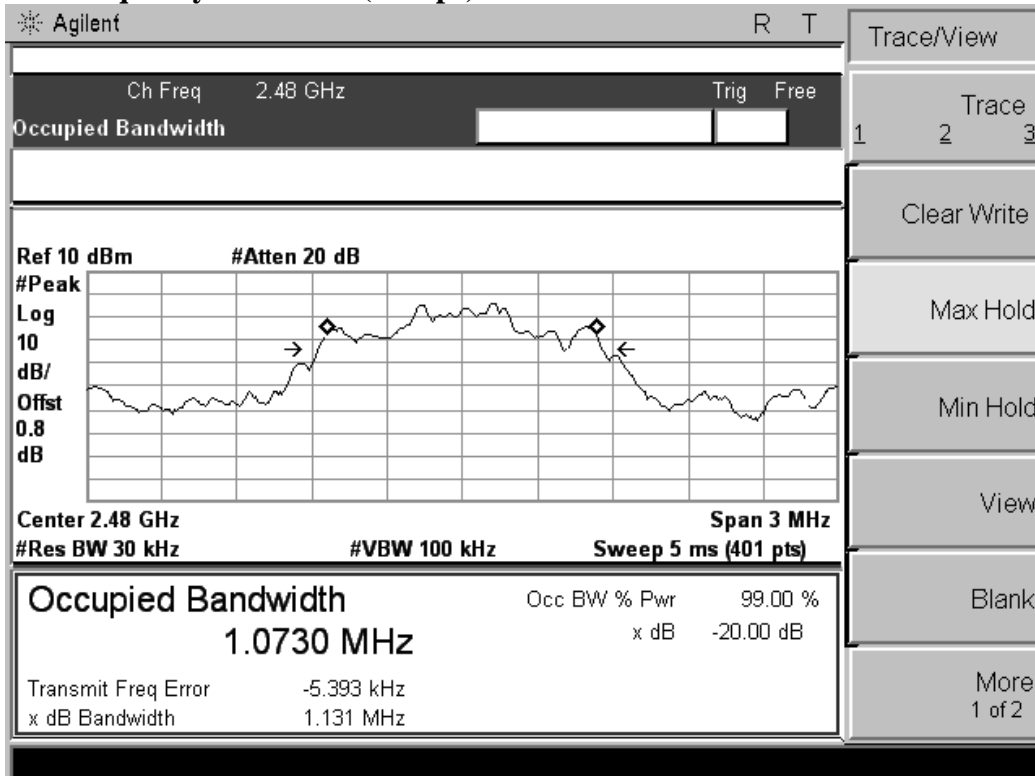 Agilent R T
Trace/View
Ch Freq 2.48 GHz Trig Free
Occupied Bandwidth
Trace
1 2 3
Clear Write
Max Hold
Min Hold
View
Blank
More
1 of 2
Ref 10 dBm #Atten 20 dB
#Peak
Log
10
dB/
Offst
0.8
dB
Center 2.48 GHz Span 3 MHz
#Res BW 30 kHz #VBW 100 kHz Sweep 5 ms (401 pts)
Occupied Bandwidth
1.0730 MHz
Occ BW % Pwr 99.00 %
x dB -20.00 dB
Transmit Freq Error -5.393 kHz
x dB Bandwidth 1.131 MHz